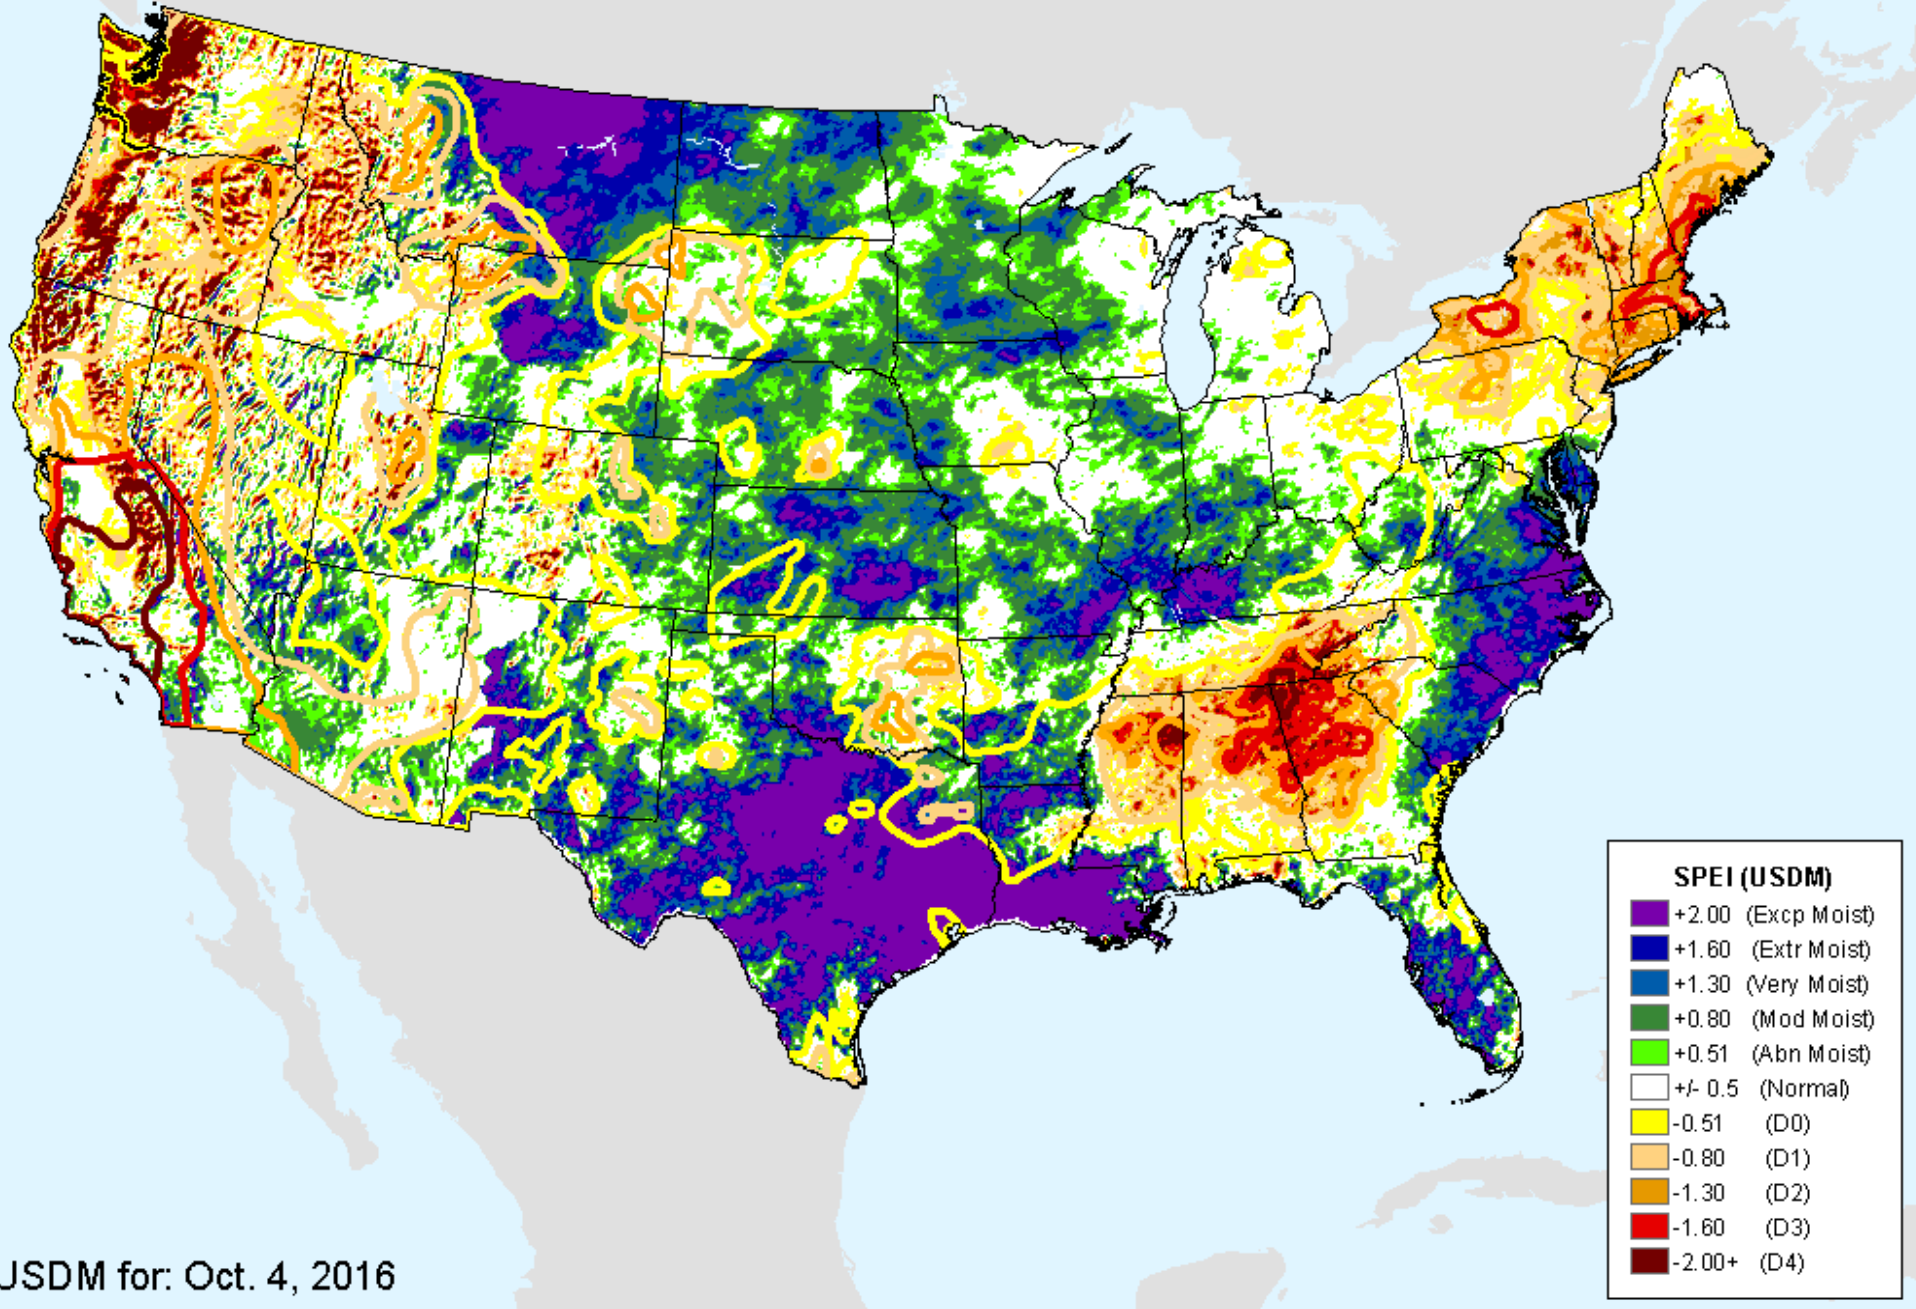 SPEI (USDM)
+2.00 (Excp Moist)
+1.60 (Extr Moist)
+1.30 (Very Moist)
+0.80 (Mod Moist)
+0.51 (Abn Moist)
+/- 0.5 (Normal)
-0.51 (D0)
-0.80 (D1)
-1.30 (D2)
-1.60 (D3)
-2.00+ (D4)
USDM for: Oct. 4, 2016